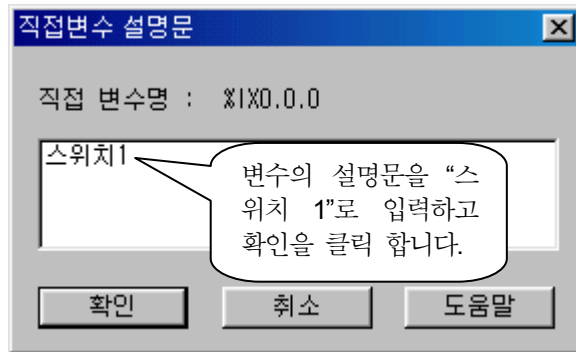 직접변수 설명문
직접 변수명 : %IX0.0.0
스위치1
변수의 설명문을 “스
위치 1”로 입력하고
확인을 클릭 합니다.
확인 취소 도움말